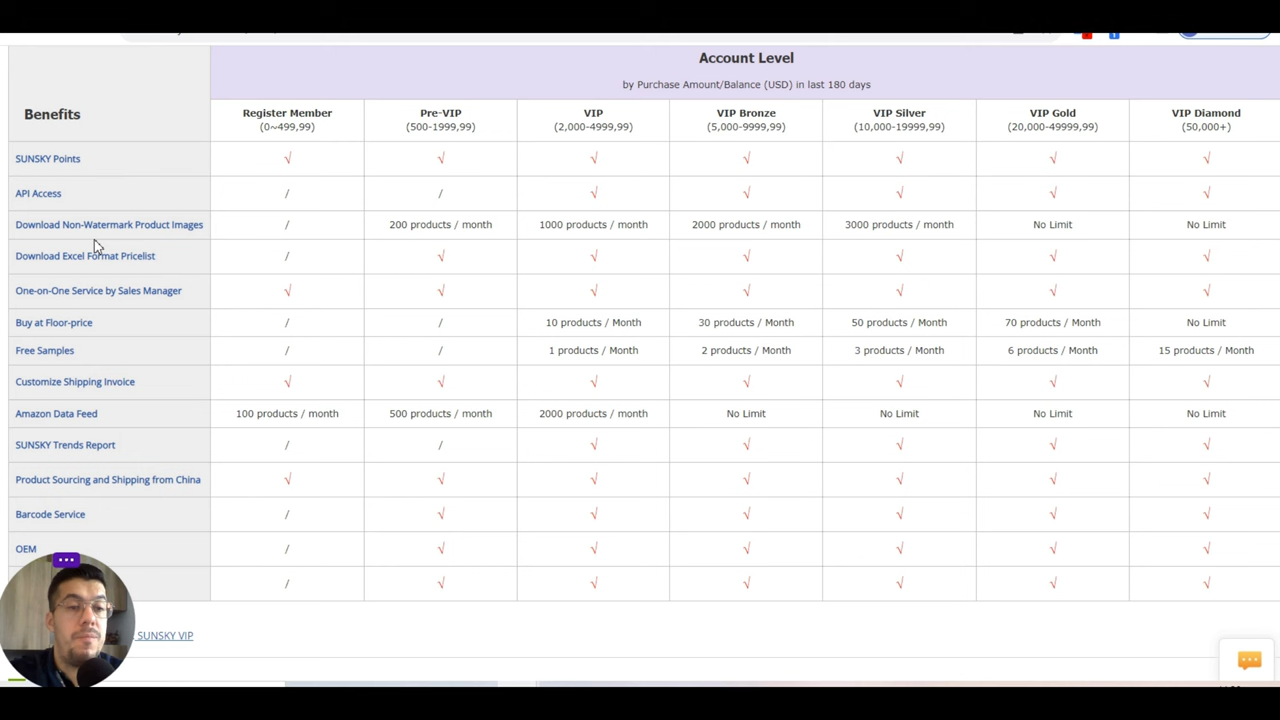 Account Level
by Purchase Amount/Balance (USD) in last 180 days
Benefits
Register Member
(0~499,99)
Pre-VIP
(500-1999,99)
VIP
(2,000-4999,99)
VIP Bronze
(5,000-9999,99)
VIP Silver
(10,000-19999,99)
VIP Gold
(20,000-49999,99)
VIP Diamond
(50,000+)
SUNSKY Points √ √ √ √ √ √ √
API Access / / √ √ √ √ √
Download Non-Watermark Product Images / 200 products / month 1000 products / month 2000 products / month 3000 products / month No Limit No Limit
Download Excel Format Pricelist / √ √ √ √ √ √
One-on-One Service by Sales Manager √ √ √ √ √ √ √
Buy at Floor-price / / 10 products / Month 30 products / Month 50 products / Month 70 products / Month No Limit
Free Samples / / 1 products / Month 2 products / Month 3 products / Month 6 products / Month 15 products / Month
Customize Shipping Invoice √ √ √ √ √ √ √
Amazon Data Feed 100 products / month 500 products / month 2000 products / month No Limit No Limit No Limit No Limit
SUNSKY Trends Report / / √ √ √ √ √
Product Sourcing and Shipping from China √ √ √ √ √ √ √
Barcode Service / √ √ √ √ √ √
OEM / √ √ √ √ √ √
/ √ √ √ √ √ √
SUNSKY VIP